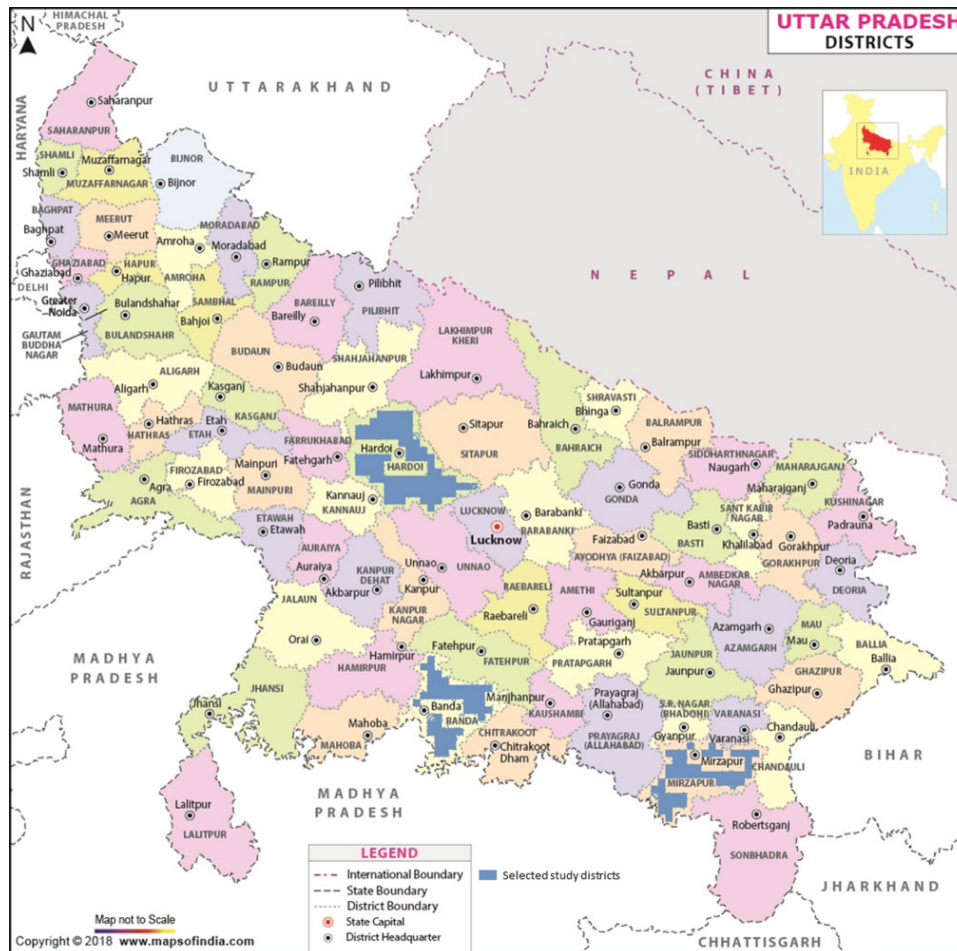 UTTAR PRADESH
DISTRICTS
N
HIMACHAL
PRADESH
UTTARAKHAND
CHINA
(TIBET)
HARYANA
INDIA
NEPAL
DELHI
RAJASTHAN
MADHYA
PRADESH
MADHYA
PRADESH
BIHAR
JHARKHAND
CHHATTISGARH
Saharanpur
SAHARANPUR
SHAMLI
Shamli
Muzaffarnagar
MUZAFFARNAGAR
BIJNOR
Bijnor
BAGHPAT
Baghpat
MEERUT
Meerut
Amroha
AMROHA
MORADABAD
Moradabad
Rampur
RAMPUR
GHAZIABAD
Ghaziabad
HAPUR
Hapur
Greater
Noida
GAUTAM
BUDDHA
NAGAR
Bulandshahar
BULANDSHAHR
SAMBHAL
Bahjoi
BAREILLY
Bareilly
Pilibhit
PILIBHIT
BUDAUN
Budaun
SHAHJAHANPUR
Shahjahanpur
LAKHIMPUR
KHERI
Lakhimpur
ALIGARH
Aligarh
Kasganj
KASGANJ
MATHURA
Mathura
Hathras
HATHRAS
Etah
ETAH
FARRUKHABAD
Fatehgarh
Hardoi
HARDOI
Sitapur
SITAPUR
Bahraich
BAHRAICH
SHRAVASTI
Bhinga
BALRAMPUR
Balrampur
SIDDHARTHNAGAR
Naugarh
MAHARAJGANJ
Maharajganj
KUSHINAGAR
Padrauna
Agra
AGRA
FIROZABAD
Firozabad
Mainpuri
MAINPURI
Kannauj
KANNAUJ
LUCKNOW
Lucknow
Barabanki
BARABANKI
Gonda
GONDA
Faizabad
AYODHYA (FAIZABAD)
Basti
BASTI
SANT KABIR
NAGAR
Khalilabad
Gorakhpur
GORAKHPUR
Deoria
DEORIA
ETAWAH
Etawah
AURAIYA
Auraiya
KANPUR
DEHAT
Akbarpur
Unnao
UNNAO
Kanpur
KANPUR
NAGAR
RAEBARELI
Raebareli
AMETHI
Gauriganj
Sultanpur
SULTANPUR
Akbarpur
AMBEDKAR
NAGAR
Azamgarh
AZAMGARH
MAU
Mau
BALLIA
Ballia
JALAUN
Orai
Hamirpur
HAMIRPUR
Fatehpur
FATEHPUR
Pratapgarh
PRATAPGARH
JAUNPUR
Jaunpur
GHAZIPUR
Ghazipur
JHANSI
Jhansi
Mahoba
MAHOBA
Banda
BANDA
CHITRAKOOT
Chitrakoot
Dham
Manjhanpur
KAUSHAMBI
Prayagraj
(Allahabad)
PRAYAGRAJ
(ALLAHABAD)
S.R. NAGAR
(BHADOHI)
Gyanpur
VARANASI
Varanasi
Chandauli
CHANDAULI
Mirzapur
MIRZAPUR
Lalitpur
LALITPUR
Robertsganj
SONBHADRA
LEGEND
International Boundary
State Boundary
District Boundary
State Capital
District Headquarter
Selected study districts
Map not to Scale
Copyright © 2018 www.mapsofindia.com